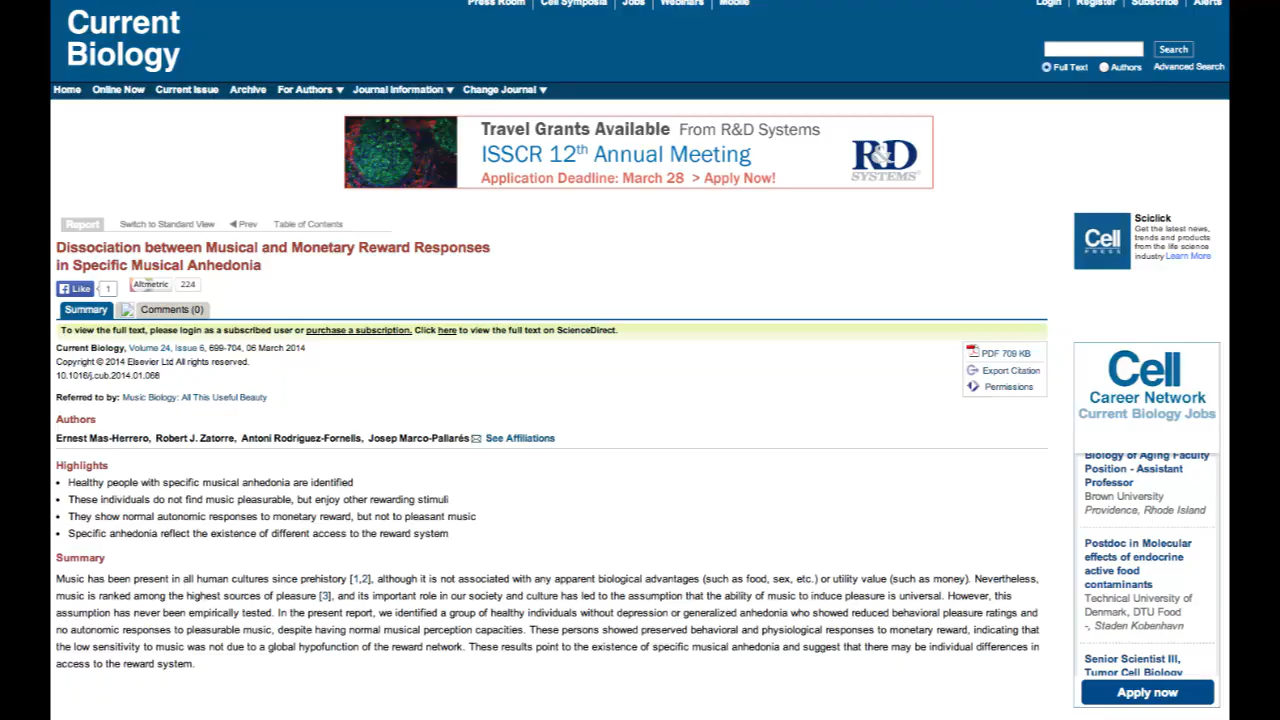 Press Room | Cell Symposia | Jobs | Webinars | Mobile
Login | Register | Subscribe | Alerts
Current
Biology
Search
Full Text Authors Advanced Search
Home Online Now Current Issue Archive For Authors ▼ Journal Information ▼ Change Journal ▼
Travel Grants Available From R&D Systems
ISSCR 12th Annual Meeting
Application Deadline: March 28 > Apply Now!
R&D
SYSTEMS
Report Switch to Standard View ◀ Prev Table of Contents
Dissociation between Musical and Monetary Reward Responses
in Specific Musical Anhedonia
Like 1 Altmetric 224
Summary Comments (0)
To view the full text, please login as a subscribed user or purchase a subscription. Click here to view the full text on ScienceDirect.
Current Biology, Volume 24, Issue 6, 699-704, 06 March 2014
Copyright © 2014 Elsevier Ltd All rights reserved.
10.1016/j.cub.2014.01.068
PDF 709 KB
Export Citation
Permissions
Referred to by: Music Biology: All This Useful Beauty
Authors
Ernest Mas-Herrero, Robert J. Zatorre, Antoni Rodriguez-Fornells, Josep Marco-Pallarés See Affiliations
Highlights
• Healthy people with specific musical anhedonia are identified
• These individuals do not find music pleasurable, but enjoy other rewarding stimuli
• They show normal autonomic responses to monetary reward, but not to pleasant music
• Specific anhedonia reflect the existence of different access to the reward system
Summary
Music has been present in all human cultures since prehistory [1,2], although it is not associated with any apparent biological advantages (such as food, sex, etc.) or utility value (such as money). Nevertheless,
music is ranked among the highest sources of pleasure [3], and its important role in our society and culture has led to the assumption that the ability of music to induce pleasure is universal. However, this
assumption has never been empirically tested. In the present report, we identified a group of healthy individuals without depression or generalized anhedonia who showed reduced behavioral pleasure ratings and
no autonomic responses to pleasurable music, despite having normal musical perception capacities. These persons showed preserved behavioral and physiological responses to monetary reward, indicating that
the low sensitivity to music was not due to a global hypofunction of the reward network. These results point to the existence of specific musical anhedonia and suggest that there may be individual differences in
access to the reward system.
Cell
PRESS
Sciclick
Get the latest news,
trends and products
from the life science
industry Learn More
Cell
Career Network
Current Biology Jobs
Biology of Aging Faculty
Position - Assistant
Professor
Brown University
Providence, Rhode Island
Postdoc in Molecular
effects of endocrine
active food
contaminants
Technical University of
Denmark, DTU Food
-, Staden Kobenhavn
Senior Scientist III,
Tumor Cell Biology
Apply now